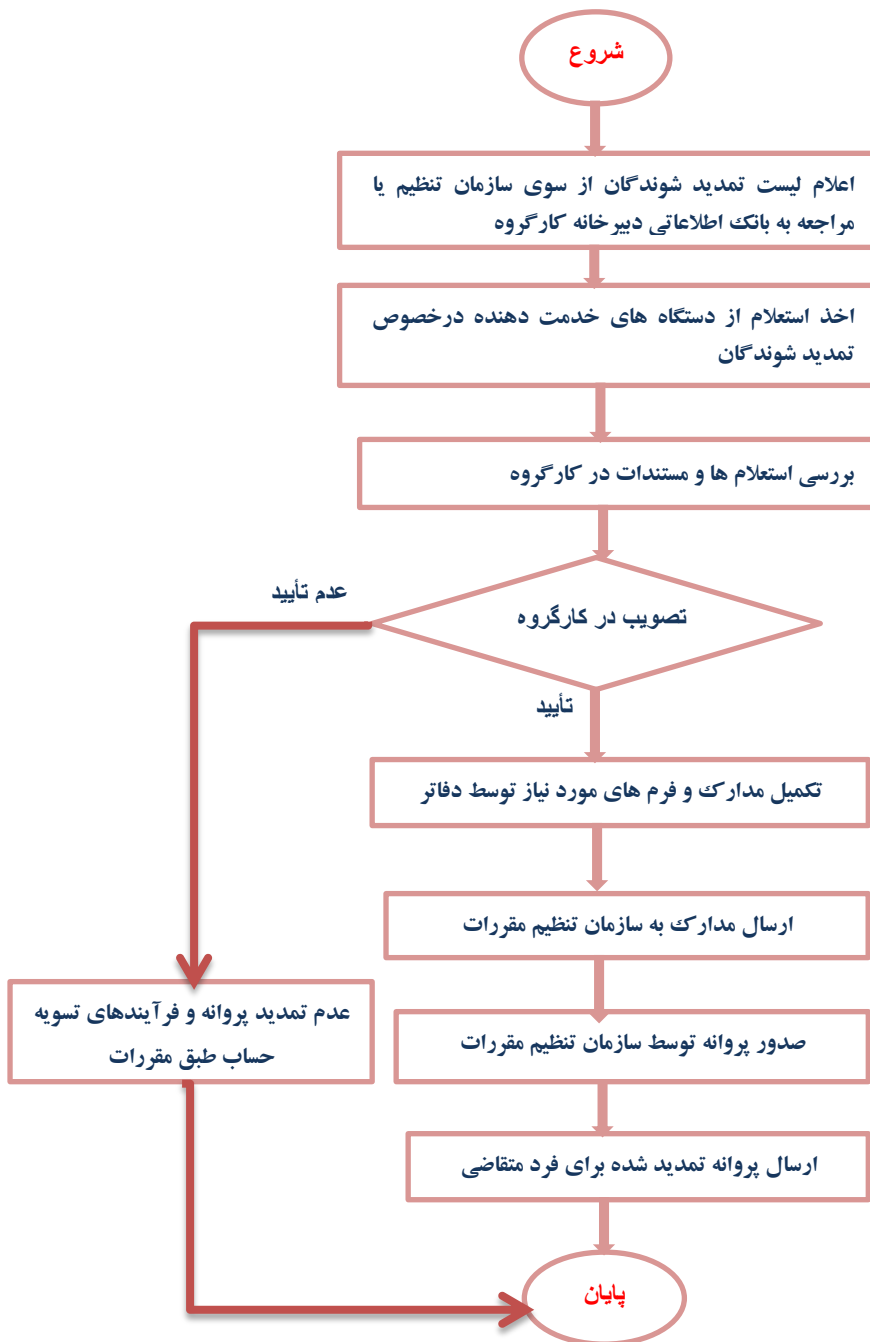 شروع
اعلام لیست تمدید شوندگان از سوی سازمان تنظیم یا
مراجعه به بانک اطلاعاتی دبیرخانه کارگروه
اخذ استعلام از دستگاه های خدمت دهنده درخصوص
تمدید شوندگان
بررسی استعلام ها و مستندات در کارگروه
تصویب در کارگروه
عدم تأیید
تأیید
تکمیل مدارک و فرم های مورد نیاز توسط دفاتر
ارسال مدارک به سازمان تنظیم مقررات
صدور پروانه توسط سازمان تنظیم مقررات
ارسال پروانه تمدید شده برای فرد متقاضی
عدم تمدید پروانه و فرآیندهای تسویه
حساب طبق مقررات
پایان